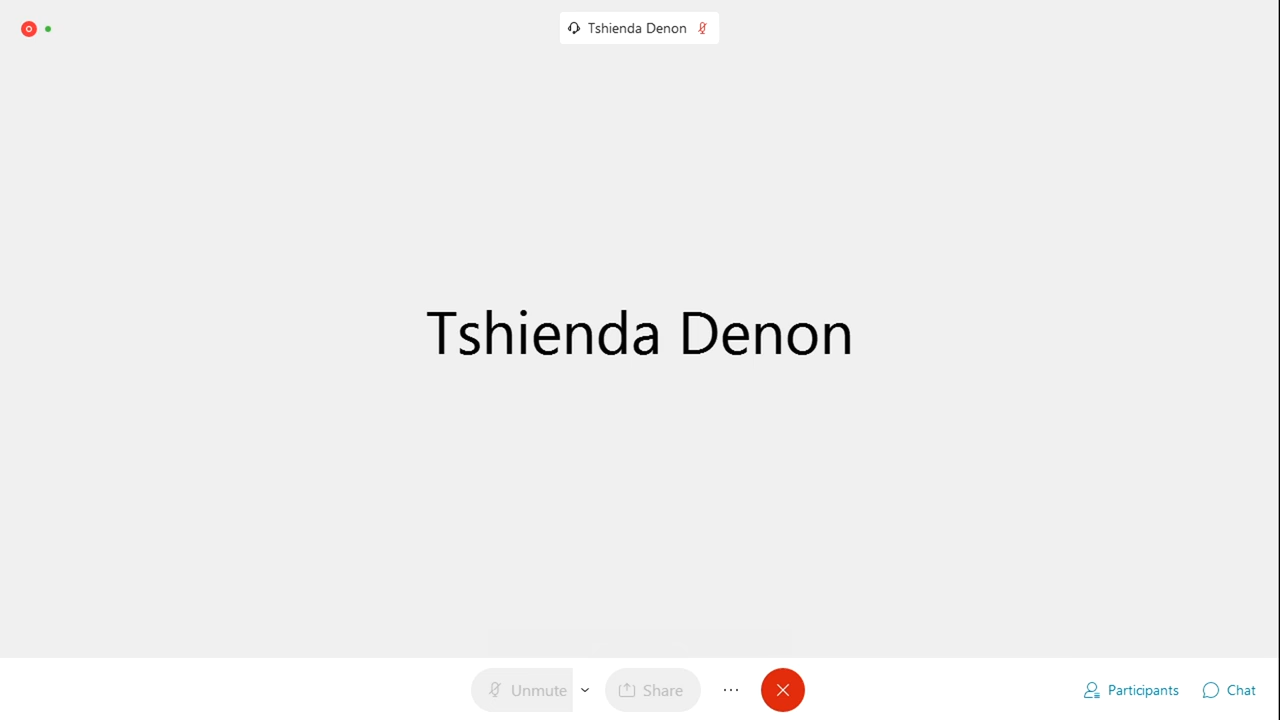 Tshienda Denon
Tshienda Denon
Unmute
Share
Participants
Chat